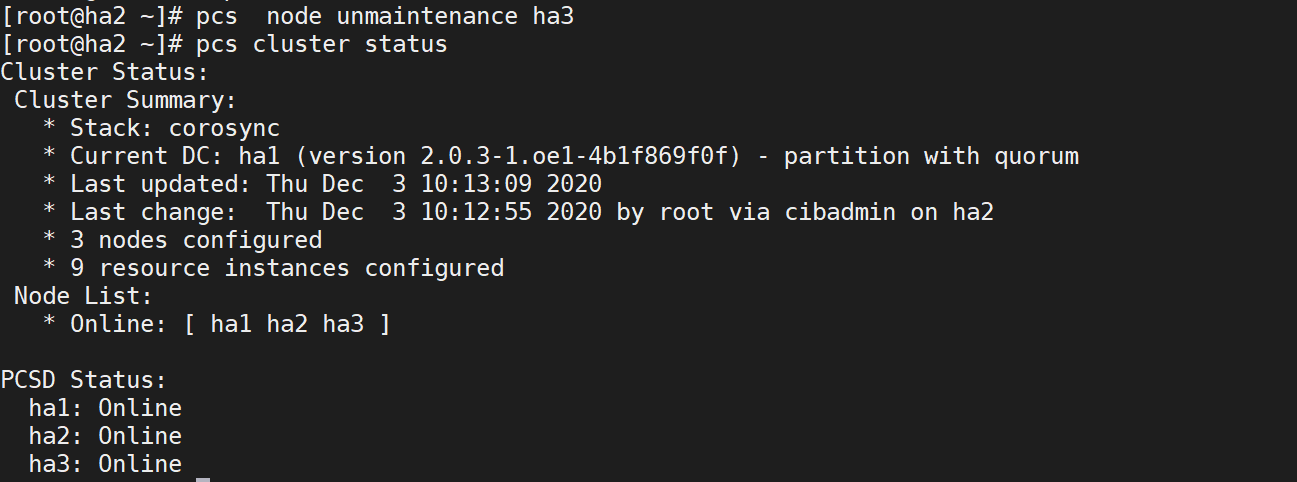 [root@ha2 ~]# pcs  node unmaintenance ha3
[root@ha2 ~]# pcs cluster status
Cluster Status:
 Cluster Summary:
   * Stack: corosync
   * Current DC: ha1 (version 2.0.3-1.oe1-4b1f869f0f) - partition with quorum
   * Last updated: Thu Dec  3 10:13:09 2020
   * Last change:  Thu Dec  3 10:12:55 2020 by root via cibadmin on ha2
   * 3 nodes configured
   * 9 resource instances configured
 Node List:
   * Online: [ ha1 ha2 ha3 ]

PCSD Status:
  ha1: Online
  ha2: Online
  ha3: Online